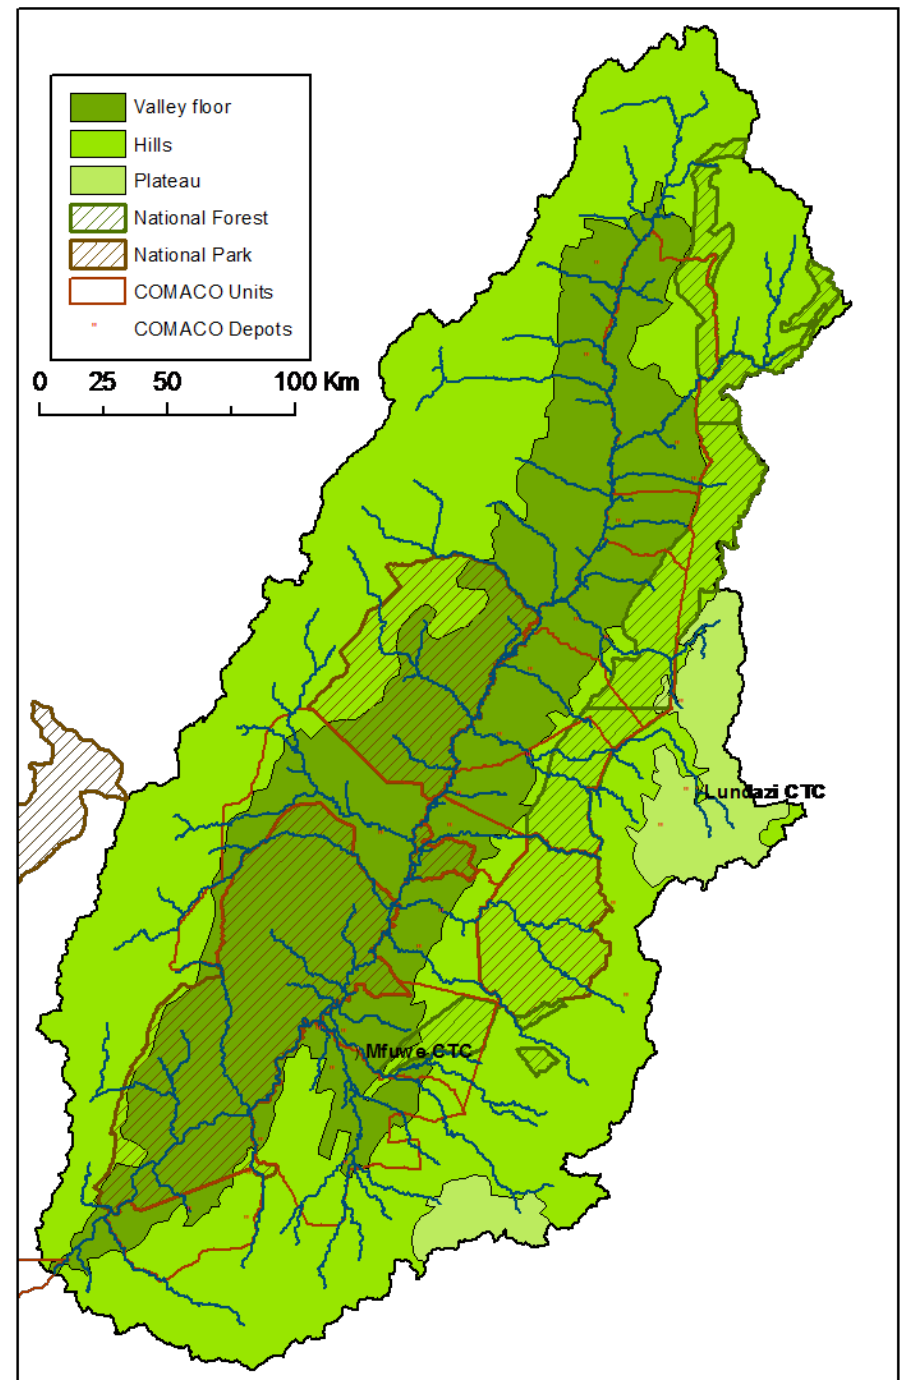 Valley floor
Hills
Plateau
National Forest
National Park
COMACO Units
COMACO Depots
0 25 50 100 Km
Lundazi CTC
Mfuwe CTC